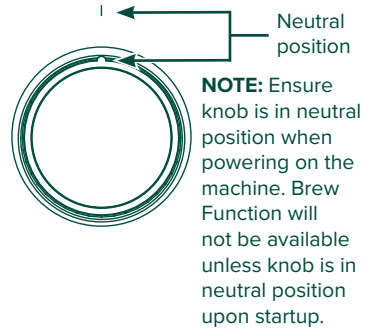 Neutral
position
NOTE: Ensure
knob is in neutral
position when
powering on the
machine. Brew
Function will
not be available
unless knob is in
neutral position
upon startup.